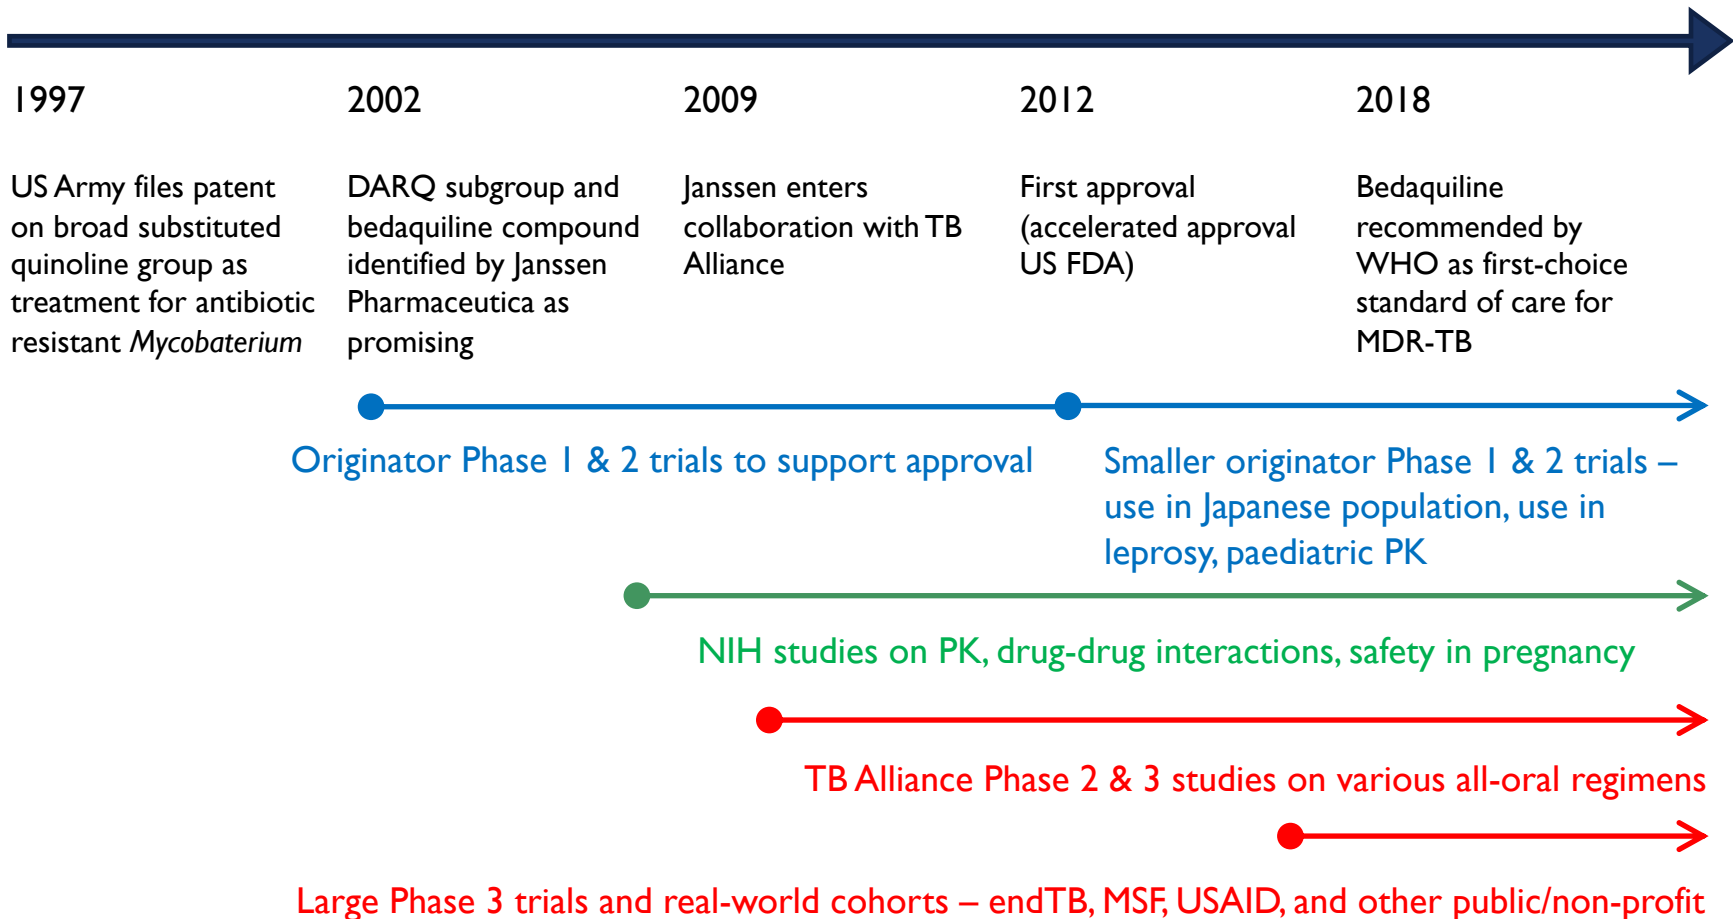 1997
US Army files patent
on broad substituted
quinoline group as
treatment for antibiotic
resistant Mycobaterium
2002
DARQ subgroup and
bedaquiline compound
identified by Janssen
Pharmaceutica as
promising
2009
Janssen enters
collaboration with TB
Alliance
2012
First approval
(accelerated approval
US FDA)
2018
Bedaquiline
recommended by
WHO as first-choice
standard of care for
MDR-TB
Originator Phase 1 & 2 trials to support approval
Smaller originator Phase 1 & 2 trials –
use in Japanese population, use in
leprosy, paediatric PK
NIH studies on PK, drug-drug interactions, safety in pregnancy
TB Alliance Phase 2 & 3 studies on various all-oral regimens
Large Phase 3 trials and real-world cohorts – endTB, MSF, USAID, and other public/non-profit